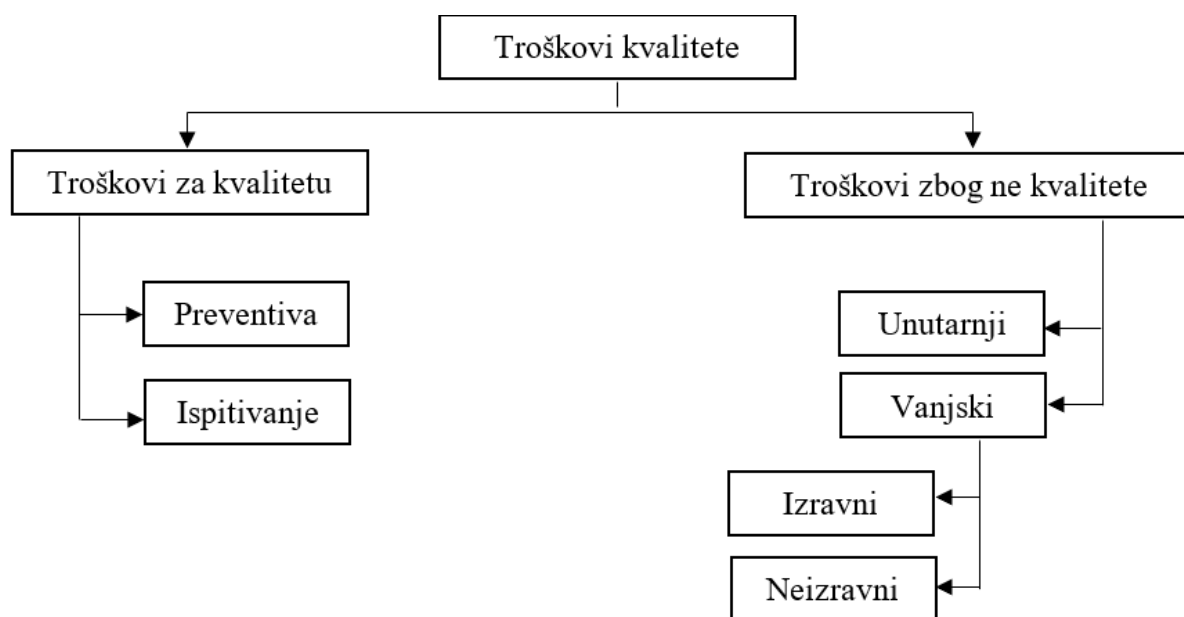 Troškovi kvalitete
Troškovi za kvalitetu
Troškovi zbog ne kvalitete
Preventiva
Ispitivanje
Unutarnji
Vanjski
Izravni
Neizravni